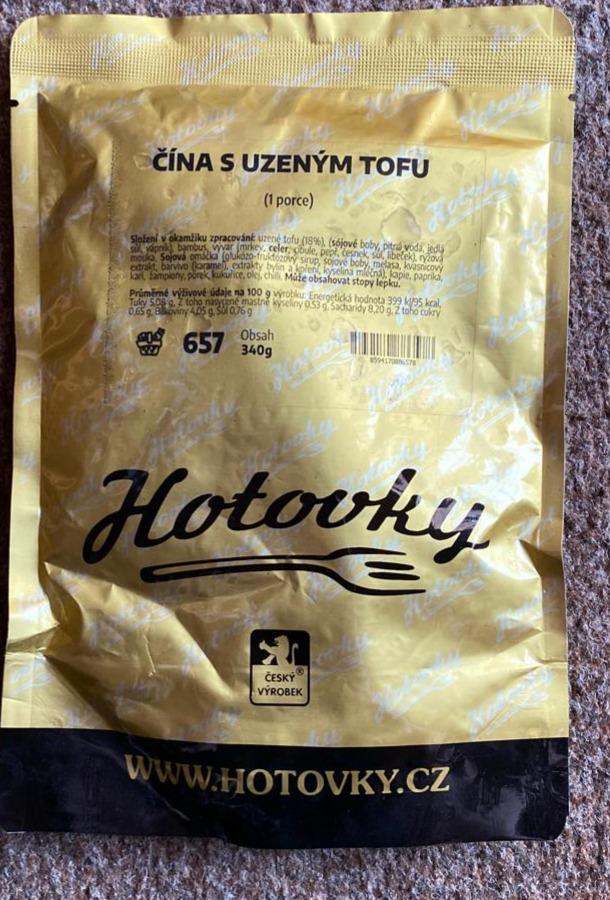 ČÍNA S UZENÝM TOFU
(1 porce)
Složení v okamžiku zpracování: uzené tofu (18%), (sójové boby, pitná voda, jedlá
sůl, vápník), bambus, vývar (mrkev, celer, cibule, pepř, česnek, sůl, libeček), rýžová
mouka. Sojová omáčka (glukózo-fruktózový sirup, sojové boby, melasa, kvasnicový
extrakt, barvivo (karamel), extrakty bylin a koření, kyselina mléčná), kapie, paprika,
kari, žampiony, pórek, kukuřice, olej, chilli. Může obsahovat stopy lepku.
Průměrné výživové údaje na 100 g výrobku: Energetická hodnota 399 kJ/95 kcal,
Tuky 5,08 g, Z toho nasycené mastné kyseliny 0,53 g, Sacharidy 8,20 g, Z toho cukry
0,65 g, Bílkoviny 4,05 g, Sůl 0,76 g
657 Obsah
340g
8594170886578
Hotovky
ČESKÝ®
VÝROBEK
WWW.HOTOVKY.CZ